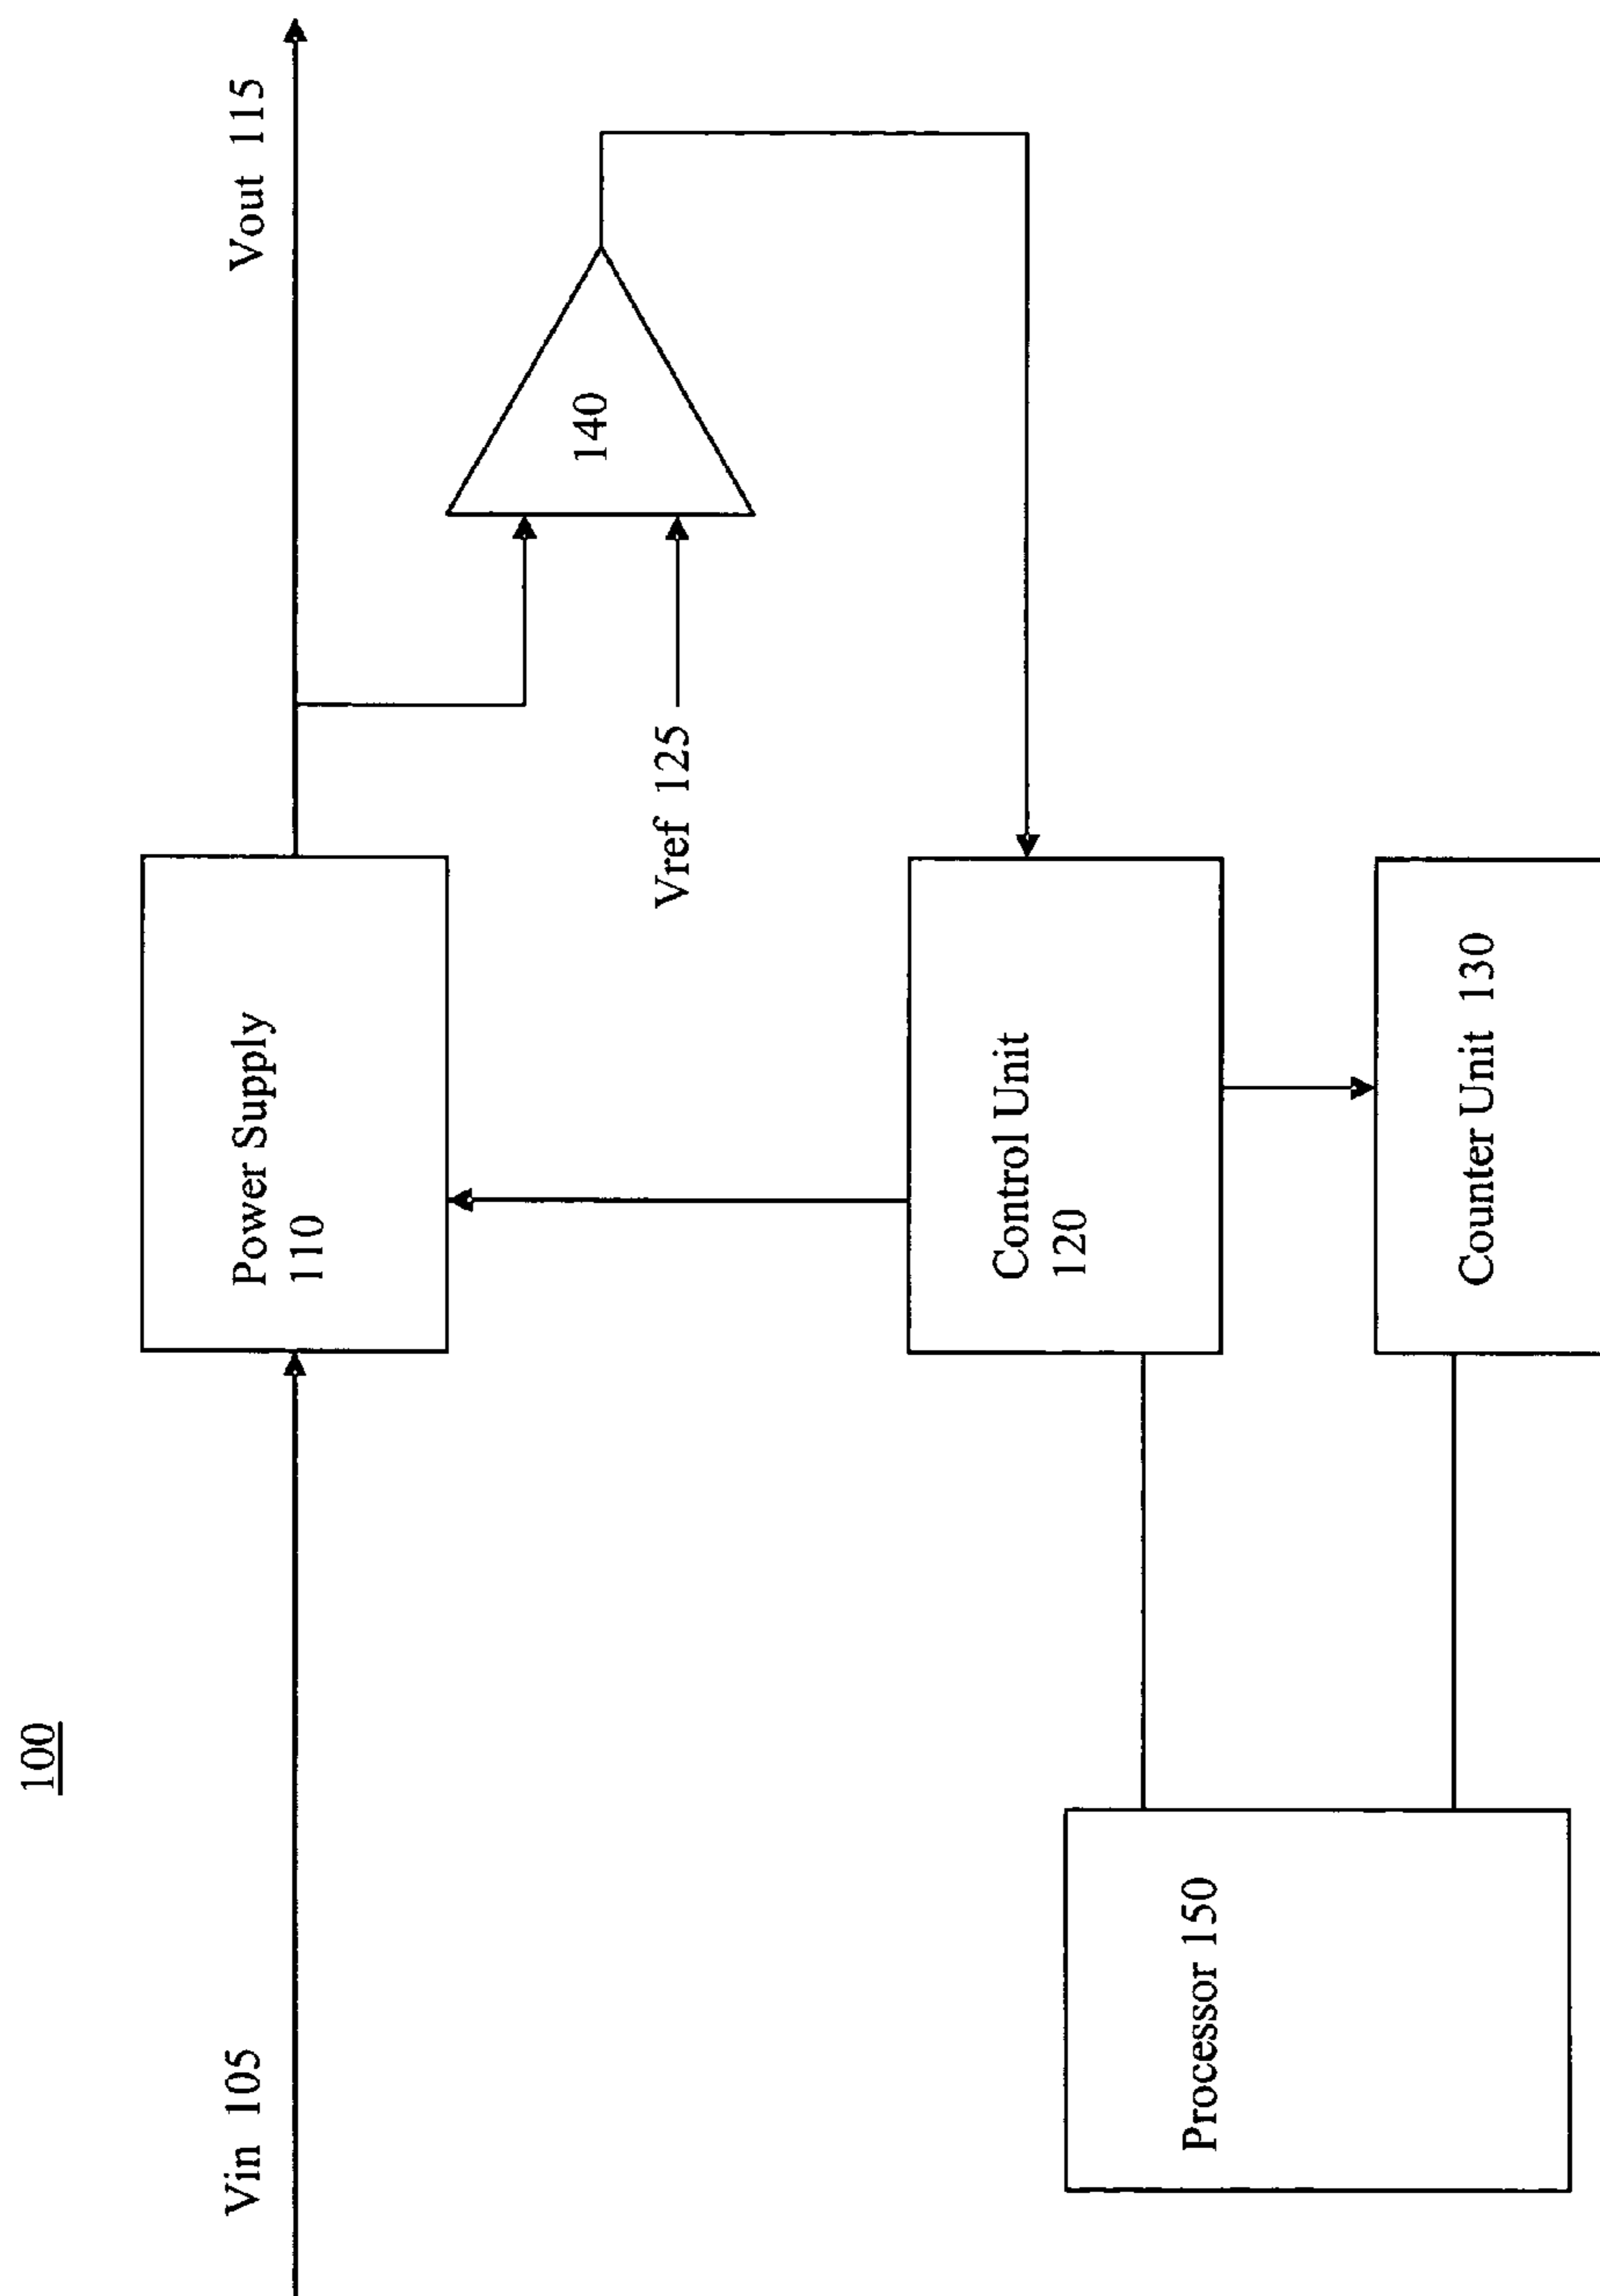 100
Vin 105
Vout 115
Power Supply
110
140
Vref 125
Control Unit
120
Processor 150
Counter Unit 130